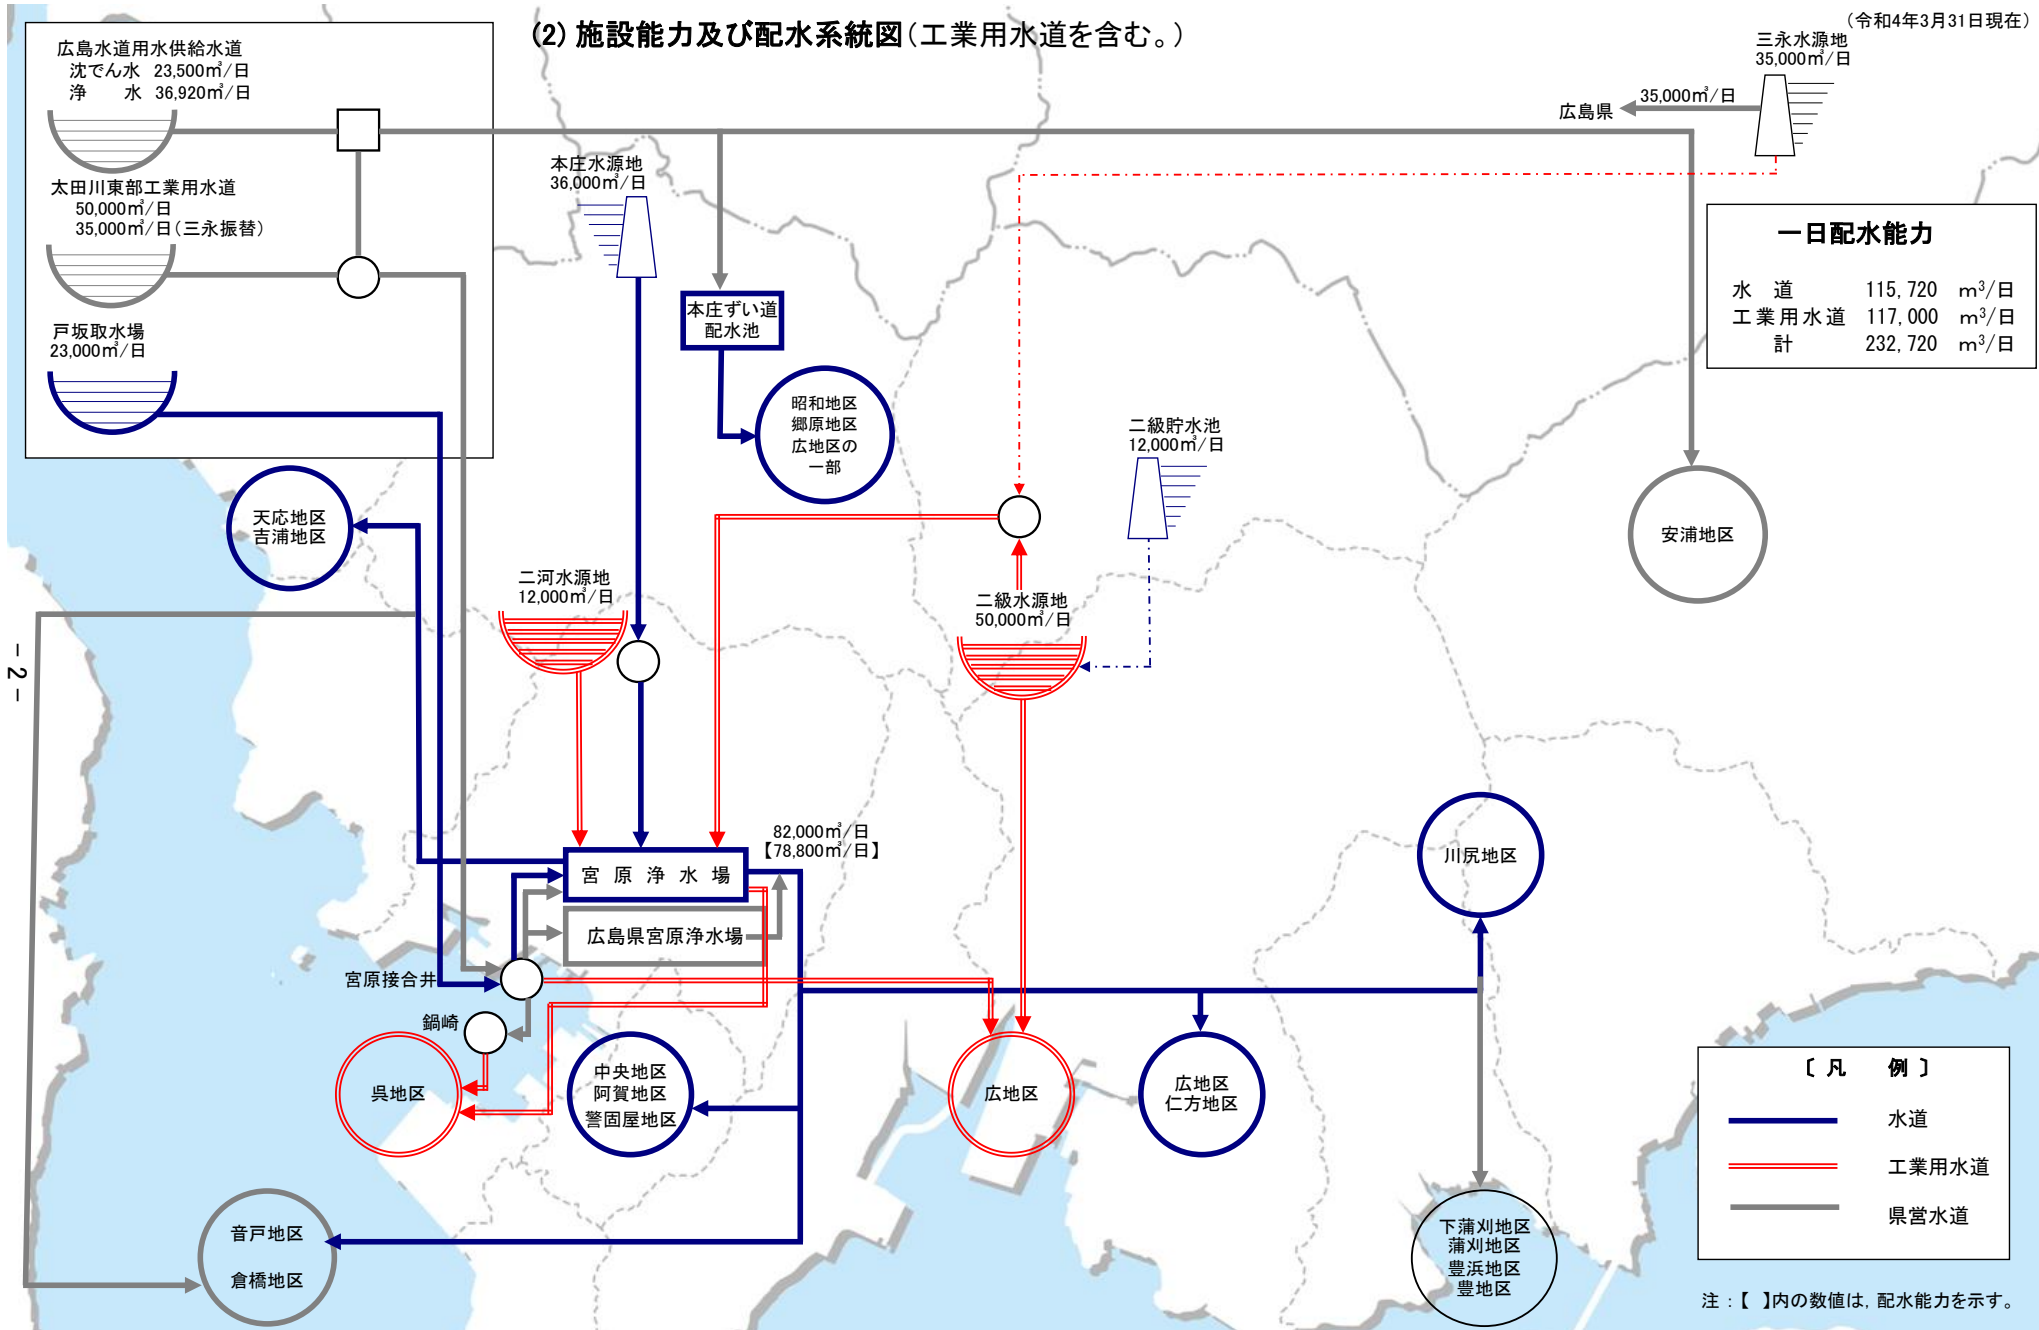 (2) 施設能力及び配水系統図(工業用水道を含む。)
(令和4年3月31日現在)
広島水道用水供給水道
沈でん水 23,500㎥/日
浄　水 36,920㎥/日
太田川東部工業用水道
50,000㎥/日
35,000㎥/日(三永振替)
戸坂取水場
23,000㎥/日
本庄水源地
36,000㎥/日
三永水源地
35,000㎥/日
広島県
35,000㎥/日
一日配水能力
水　道 115,720 m³/日
工業用水道 117,000 m³/日
計 232,720 m³/日
本庄ずい道
配水池
昭和地区
郷原地区
広地区の
一部
二級貯水池
12,000㎥/日
天応地区
吉浦地区
安浦地区
二河水源地
12,000㎥/日
二級水源地
50,000㎥/日
－2－
82,000㎥/日
【78,800㎥/日】
宮原浄水場
広島県宮原浄水場
川尻地区
宮原接合井
鍋崎
呉地区
中央地区
阿賀地区
警固屋地区
広地区
広地区
仁方地区
音戸地区
倉橋地区
下蒲刈地区
蒲刈地区
豊浜地区
豊地区
〔凡　例〕
水道
工業用水道
県営水道
注：【　】内の数値は，配水能力を示す。